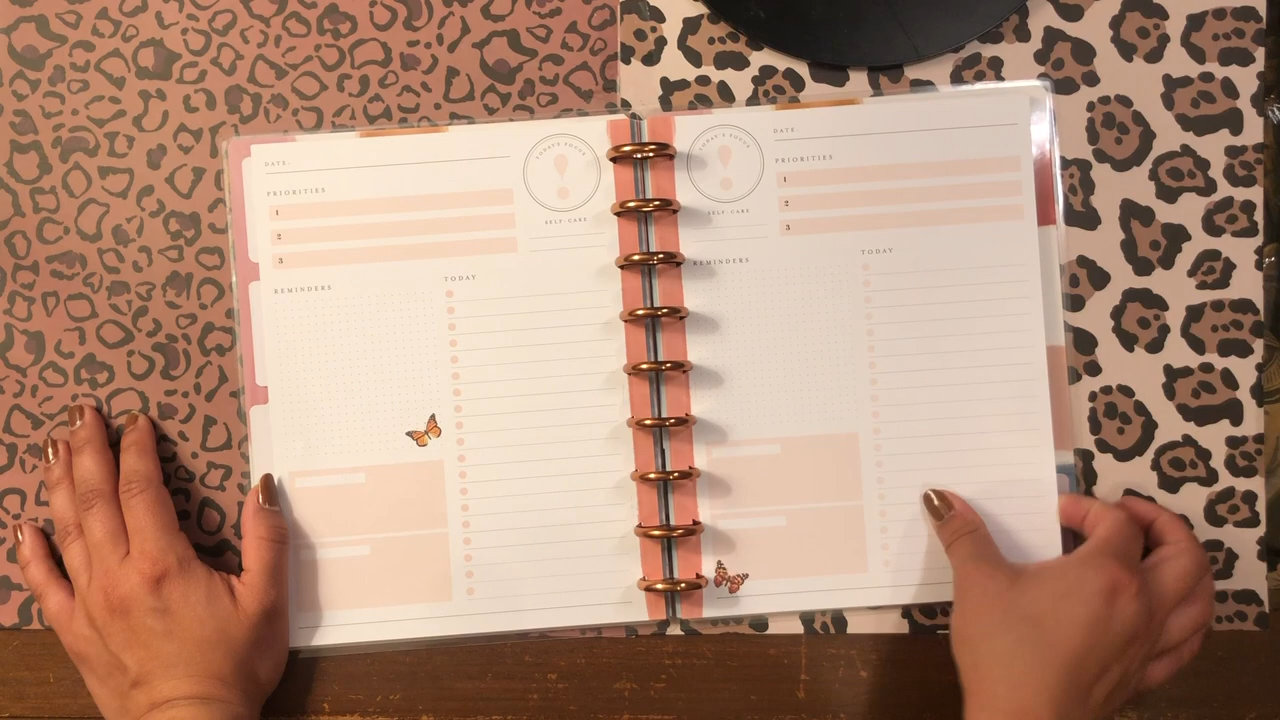 DATE.
TODAY'S FOCUS
PRIORITIES
1
2
3
SELF-CARE
REMINDERS
TODAY
TODAY'S FOCUS
DATE.
PRIORITIES
1
2
3
SELF-CARE
REMINDERS
TODAY